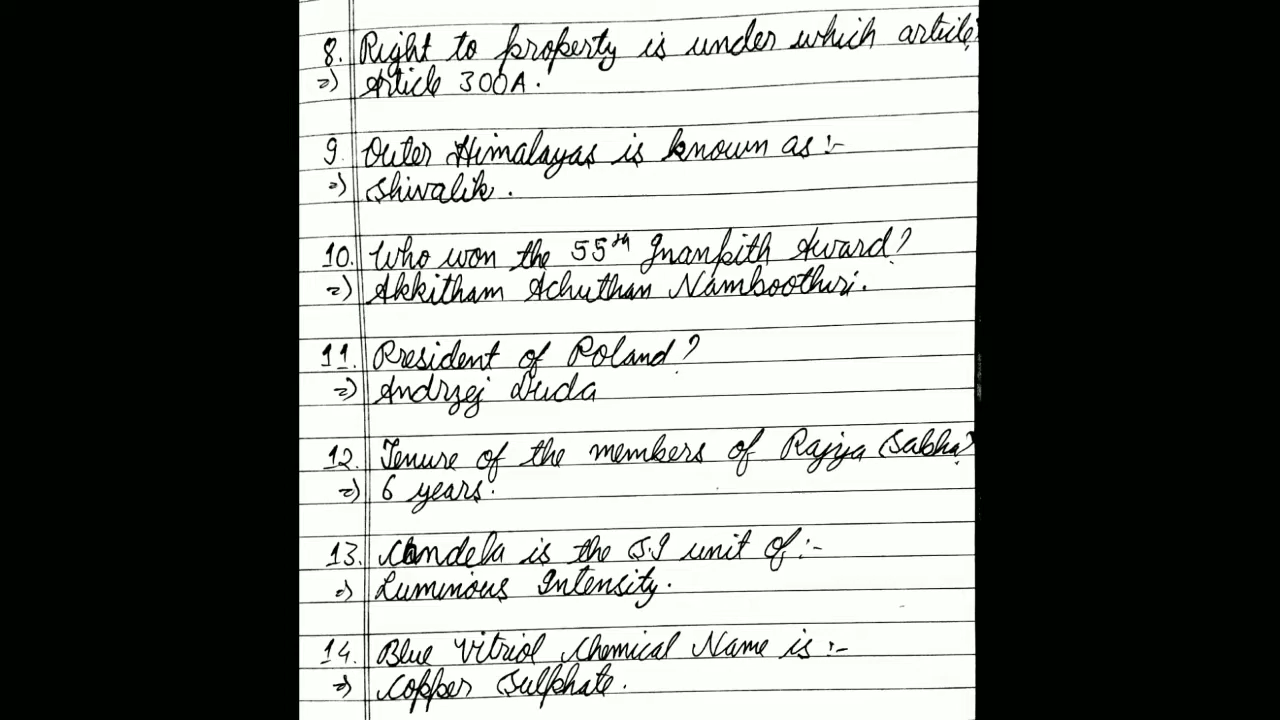 8. Right to property is under which article?
=) Article 300A.
9. Outer Himalayas is known as :-
=) Shivalik.
10. Who won the 55th Gnanpith Award?
=) Akkitham Achuthan Namboothiri.
11. President of Poland?
=) Andrzej Duda
12. Tenure of the members of Rajya Sabha?
=) 6 years.
13. Candela is the S.I unit of :-
=) Luminous Intensity.
14. Blue Vitriol Chemical Name is :-
=) Copper Sulphate.